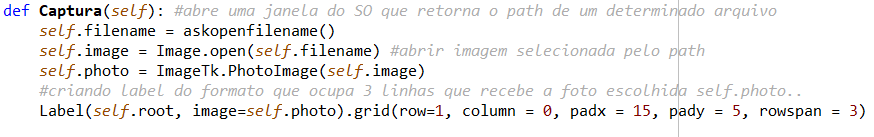 def Captura(self): #abre uma janela do SO que retorna o path de um determinado arquivo
self.filename = askopenfilename()
self.image = Image.open(self.filename) #abrir imagem selecionada pelo path
self.photo = ImageTk.PhotoImage(self.image)
#criando label do formato que ocupa 3 linhas que recebe a foto escolhida self.photo..
Label(self.root, image=self.photo).grid(row=1, column = 0, padx = 15, pady = 5, rowspan = 3)